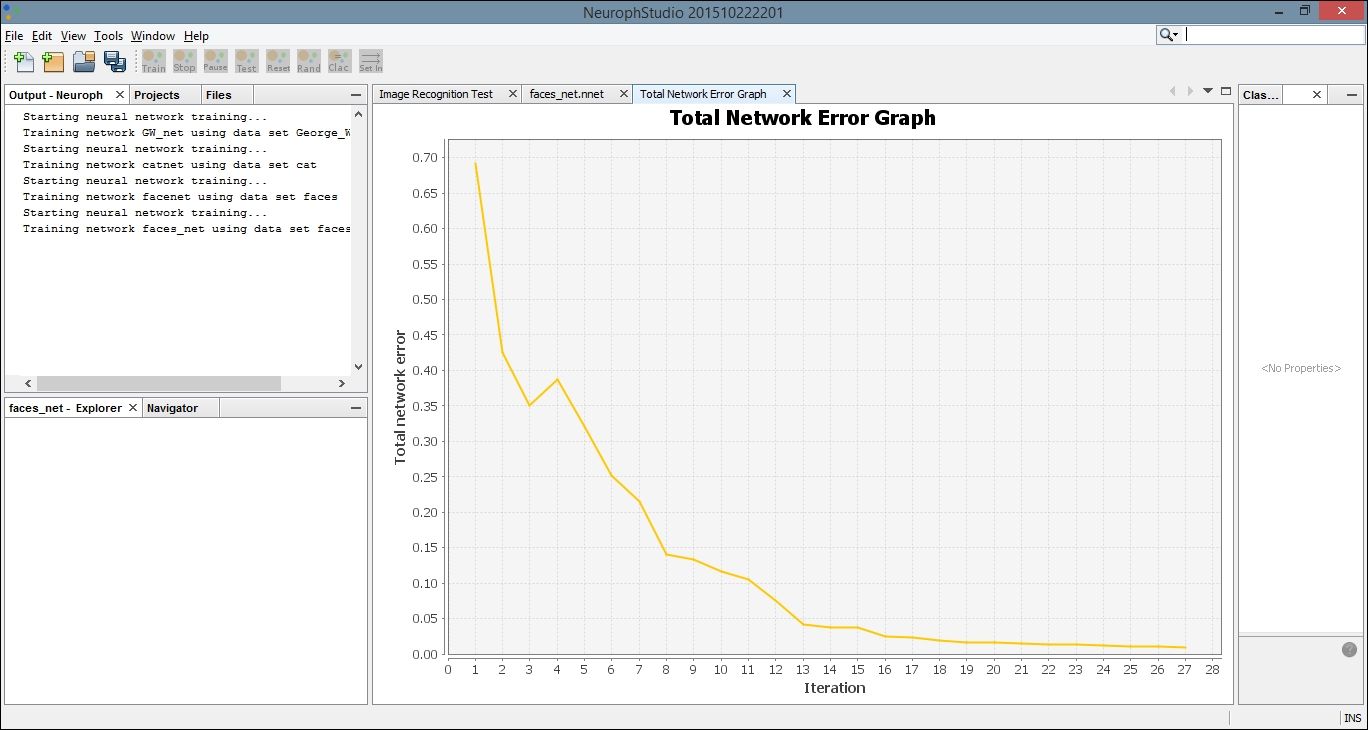 NeurophStudio 201510222201
File Edit View Tools Window Help
Train Stop Pause Test Reset Rand Clac Set In
Output - Neuroph Projects Files
Starting neural network training...
Training network GW_net using data set George_W
Starting neural network training...
Training network catnet using data set cat
Starting neural network training...
Training network facenet using data set faces
Starting neural network training...
Training network faces_net using data set faces
faces_net - Explorer Navigator
Image Recognition Test faces_net.nnet Total Network Error Graph
Total Network Error Graph
Total network error
0.70
0.65
0.60
0.55
0.50
0.45
0.40
0.35
0.30
0.25
0.20
0.15
0.10
0.05
0.00
0 1 2 3 4 5 6 7 8 9 10 11 12 13 14 15 16 17 18 19 20 21 22 23 24 25 26 27 28
Iteration
Clas...
<No Properties>
?
INS